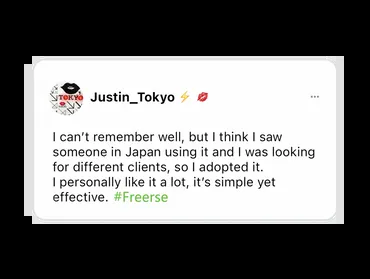 TOKYO
Justin_Tokyo⚡💋
...
I can’t remember well, but I think I saw
someone in Japan using it and I was looking
for different clients, so I adopted it.
I personally like it a lot, it’s simple yet
effective. #Freerse